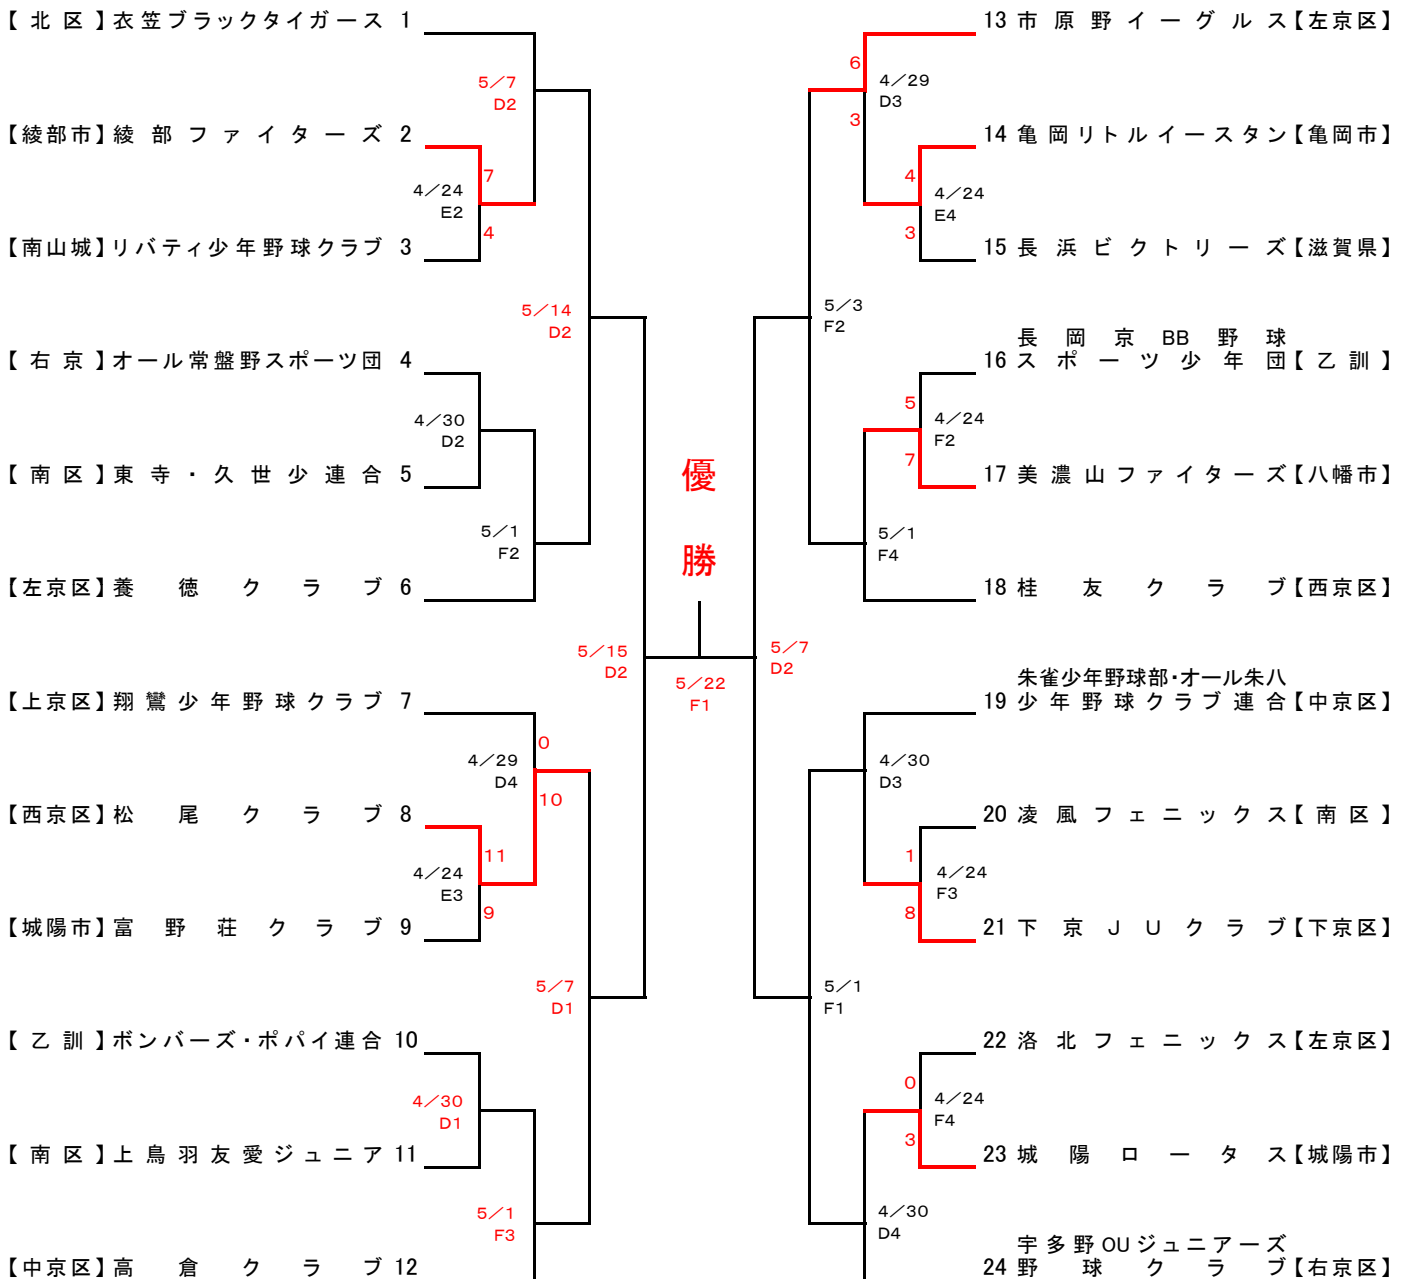 【北区】衣笠ブラックタイガース 1
5/7
D2
【綾部市】綾部ファイターズ 2
7
4/24
E2
4
【南山城】リバティ少年野球クラブ 3
5/14
D2
【右京】オール常盤野スポーツ団 4
4/30
D2
【南区】東寺・久世少連合 5
5/1
F2
【左京区】養徳クラブ 6
5/15
D2
【上京区】翔鸞少年野球クラブ 7
0
4/29
D4
10
【西京区】松尾クラブ 8
11
4/24
E3
9
【城陽市】富野荘クラブ 9
5/7
D1
【乙訓】ボンバーズ・ポパイ連合 10
4/30
D1
【南区】上鳥羽友愛ジュニア 11
5/1
F3
【中京区】高倉クラブ 12
優
勝
5/22
F1
13 市原野イーグルス【左京区】
6
4/29
D3
3
14 亀岡リトルイースタン【亀岡市】
4
4/24
E4
3
15 長浜ビクトリーズ【滋賀県】
5/3
F2
長岡京BB野球
16 スポーツ少年団【乙訓】
5
4/24
F2
7
17 美濃山ファイターズ【八幡市】
5/1
F4
18 桂友クラブ【西京区】
5/7
D2
朱雀少年野球部・オール朱八
19 少年野球クラブ連合【中京区】
4/30
D3
20 凌風フェニックス【南区】
1
4/24
F3
8
21 下京JUクラブ【下京区】
5/1
F1
22 洛北フェニックス【左京区】
0
4/24
F4
3
23 城陽ロータス【城陽市】
4/30
D4
宇多野OUジュニアーズ
24 野球クラブ【右京区】